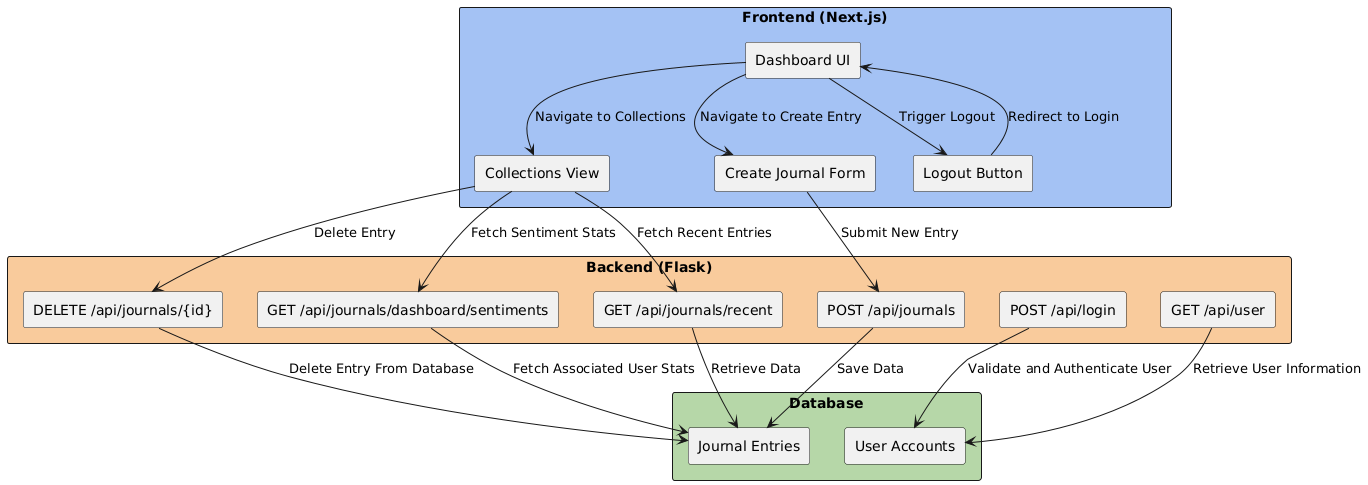 Frontend (Next.js)
Dashboard UI
Navigate to Collections
Navigate to Create Entry
Trigger Logout
Redirect to Login
Collections View
Create Journal Form
Logout Button
Delete Entry
Fetch Sentiment Stats
Fetch Recent Entries
Submit New Entry
Backend (Flask)
DELETE /api/journals/{id}
GET /api/journals/dashboard/sentiments
GET /api/journals/recent
POST /api/journals
POST /api/login
GET /api/user
Delete Entry From Database
Fetch Associated User Stats
Retrieve Data
Save Data
Validate and Authenticate User
Retrieve User Information
Database
Journal Entries
User Accounts